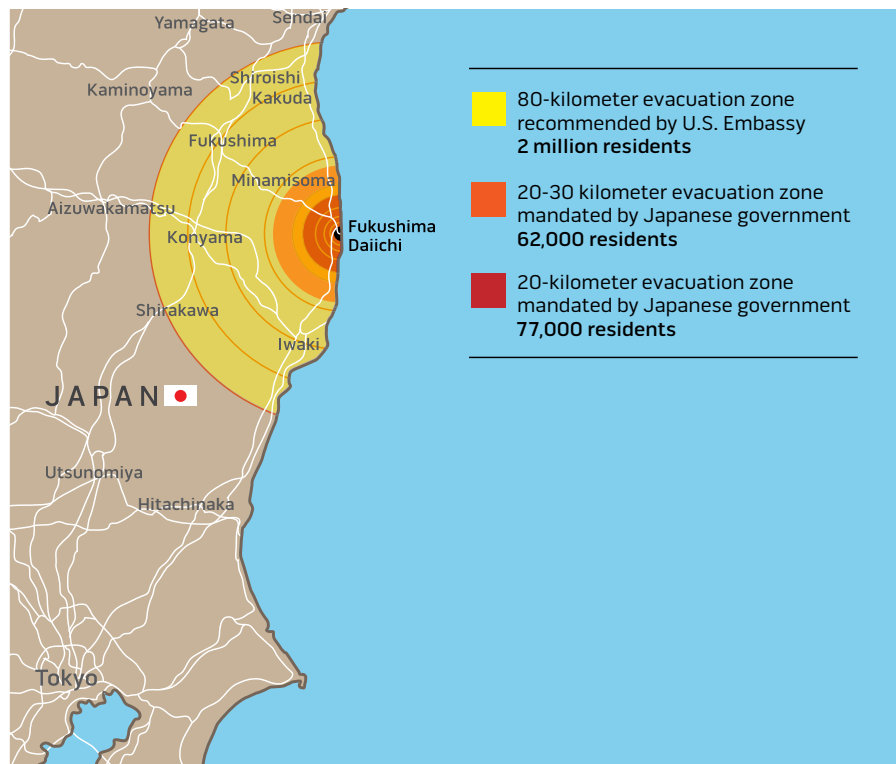 Sendai
Yamagata
Shiroishi
Kaminoyama
Kakuda
Fukushima
Minamisoma
Aizuwakamatsu
Konyama
Fukushima
Daiichi
Shirakawa
Iwaki
JAPAN
Utsunomiya
Hitachinaka
Tokyo
80-kilometer evacuation zone
recommended by U.S. Embassy
2 million residents
20-30 kilometer evacuation zone
mandated by Japanese government
62,000 residents
20-kilometer evacuation zone
mandated by Japanese government
77,000 residents